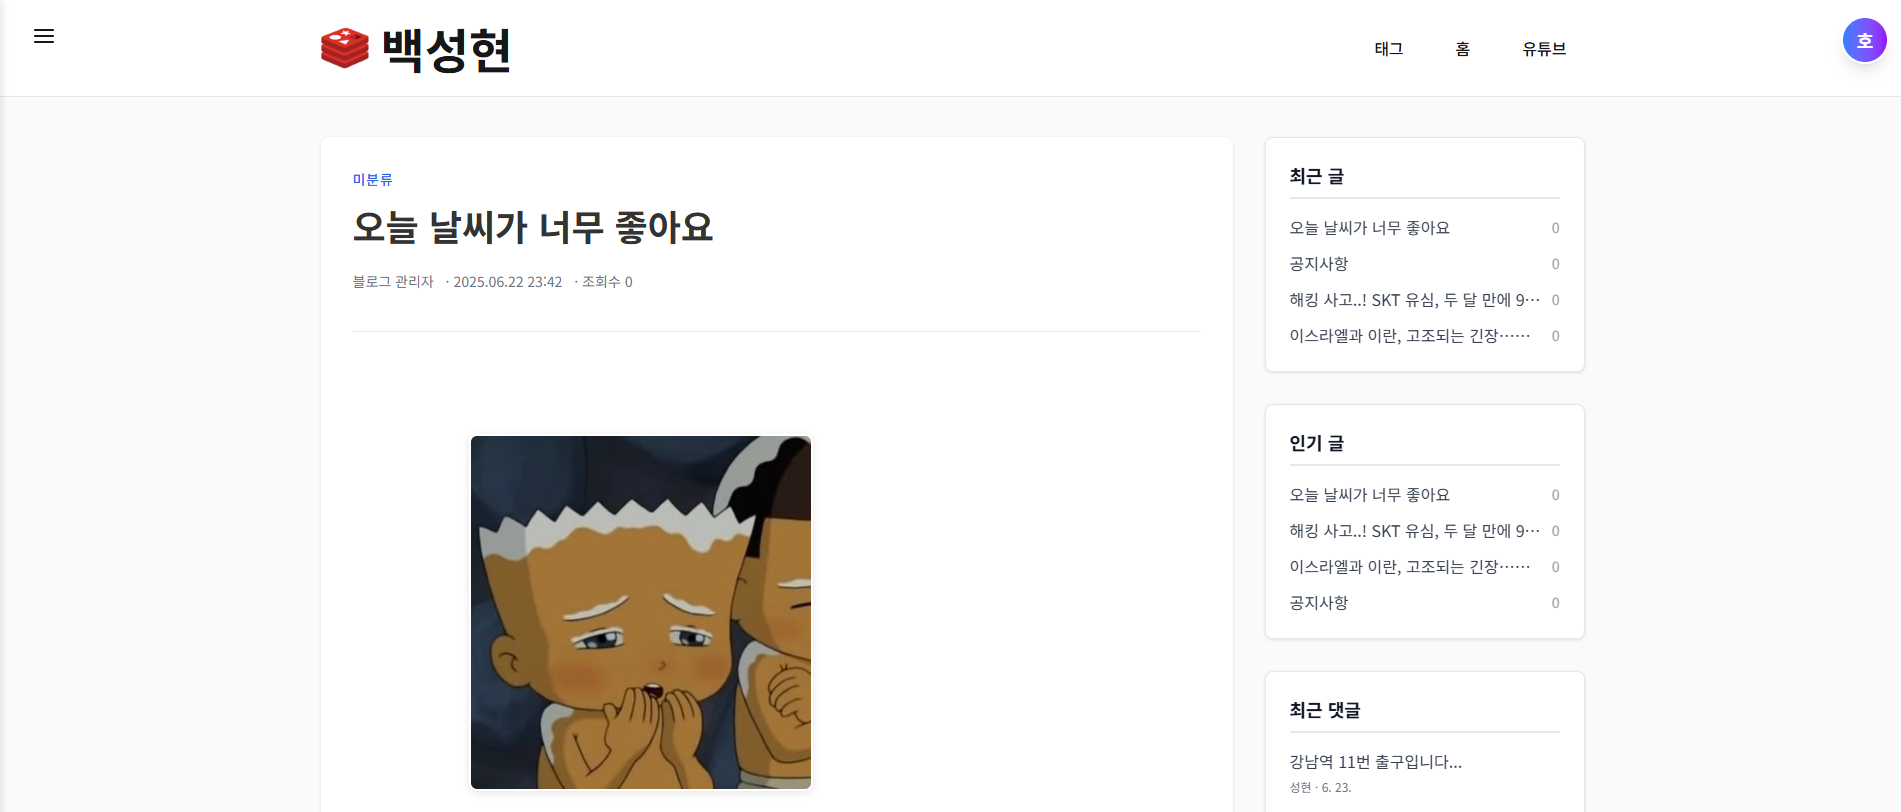 백성현
태그
홈
유튜브
호
미분류
오늘 날씨가 너무 좋아요
블로그 관리자 · 2025.06.22 23:42 · 조회수 0
최근 글
오늘 날씨가 너무 좋아요 0
공지사항 0
해킹 사고..! SKT 유심, 두 달 만에 9… 0
이스라엘과 이란, 고조되는 긴장…… 0
인기 글
오늘 날씨가 너무 좋아요 0
해킹 사고..! SKT 유심, 두 달 만에 9… 0
이스라엘과 이란, 고조되는 긴장…… 0
공지사항 0
최근 댓글
강남역 11번 출구입니다...
성현 · 6. 23.